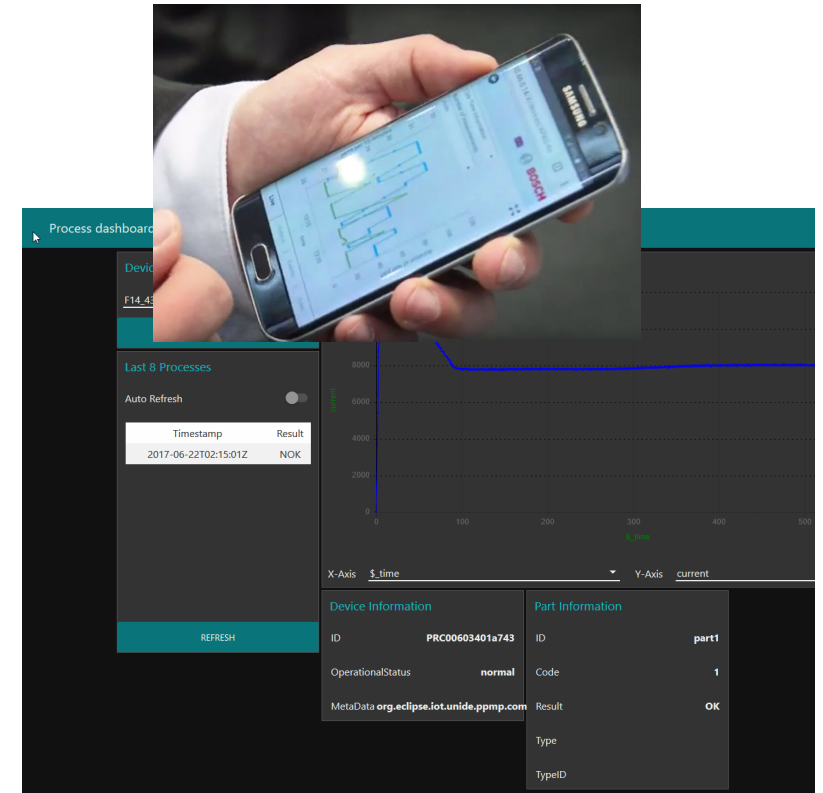 SAMSUNG
BOSCH
Live
Process dashboard
Devic
F14_43
Last 8 Processes
Auto Refresh
Timestamp Result
2017-06-22T02:15:01Z NOK
REFRESH
8000
6000
4000
2000
0
current
0 100 200 300 400 500
$_time
X-Axis $_time Y-Axis current
Device Information
ID PRC00603401a743
OperationalStatus normal
MetaData org.eclipse.iot.unide.ppmp.com
Part Information
ID part1
Code 1
Result OK
Type
TypeID